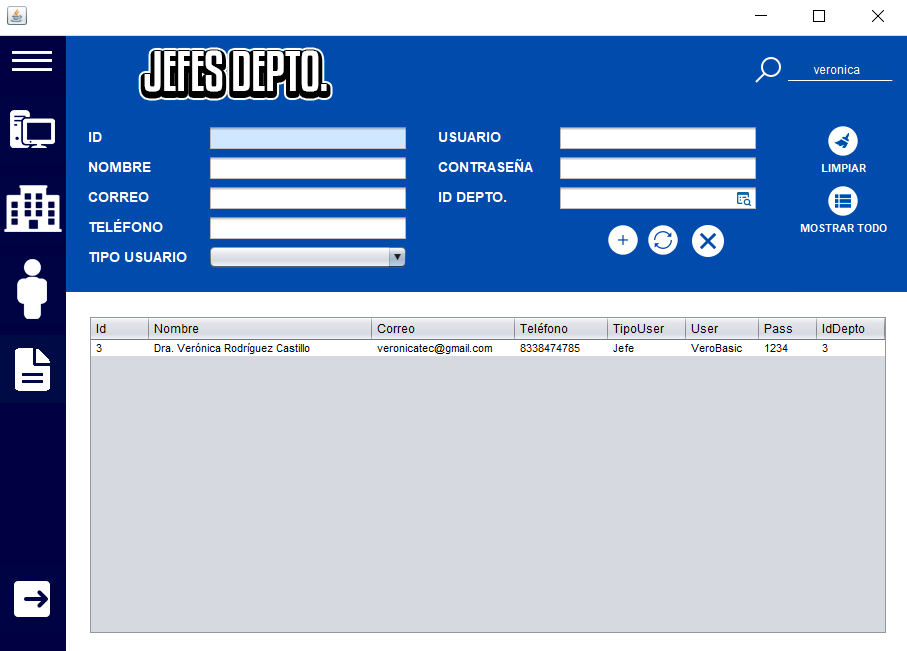 JEFES DEPTO.
veronica
ID
USUARIO
NOMBRE
CONTRASEÑA
LIMPIAR
CORREO
ID DEPTO.
TELÉFONO
MOSTRAR TODO
TIPO USUARIO
Id Nombre Correo Teléfono TipoUser User Pass IdDepto
3 Dra. Verónica Rodríguez Castillo veronicatec@gmail.com 8338474785 Jefe VeroBasic 1234 3